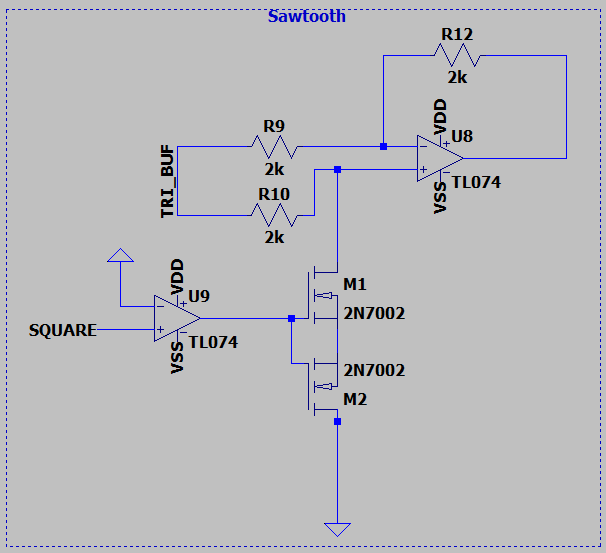 Sawtooth
R12
2k
VDD
U8
R9
2k
TRI_BUF
R10
2k
VSS
TL074
M1
VDD
U9
2N7002
SQUARE
VSS
TL074
2N7002
M2